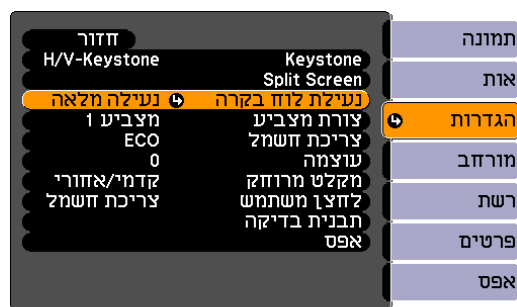 תמונה
אות
הגדרות
מורחב
רשת
פרטים
אפס
חזור
Keystone H/V-Keystone
Split Screen
נעילת לוח בקרה נעילה מלאה
צורת מצביע מצביע 1
צריכת חשמל ECO
עוצמה 0
מקלט מרוחק קדמי/אחורי
לחצן משתמש צריכת חשמל
תבנית בדיקה
אפס